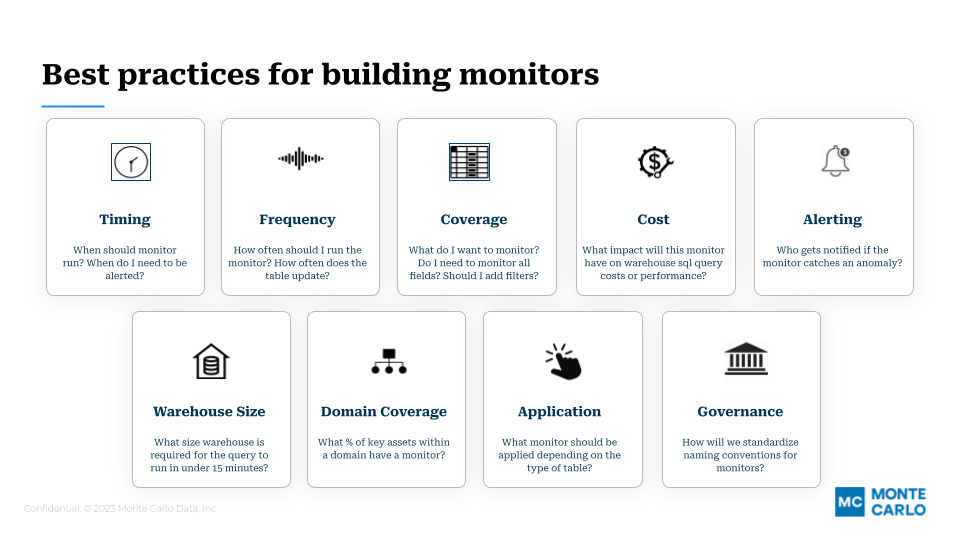 Best practices for building monitors
Timing
When should monitor
run? When do I need to be
alerted?
Frequency
How often should I run the
monitor? How often does the
table update?
Coverage
What do I want to monitor?
Do I need to monitor all
fields? Should I add filters?
Cost
What impact will this monitor
have on warehouse sql query
costs or performance?
3
Alerting
Who gets notified if the
monitor catches an anomaly?
Warehouse Size
What size warehouse is
required for the query to
run in under 15 minutes?
Domain Coverage
What % of key assets within
a domain have a monitor?
Application
What monitor should be
applied depending on the
type of table?
Governance
How will we standardize
naming conventions for
monitors?
Confidential. © 2023 Monte Carlo Data, Inc.
MC MONTE
CARLO